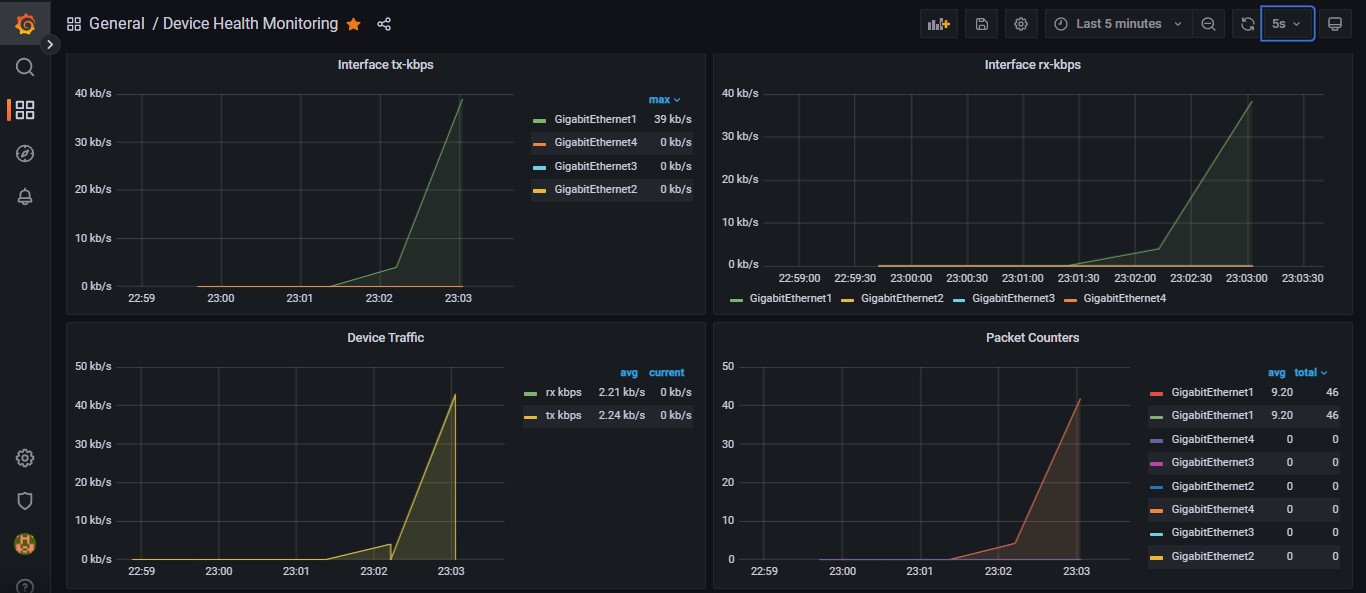 General / Device Health Monitoring
Last 5 minutes
5s
Interface tx-kbps
40 kb/s
30 kb/s
20 kb/s
10 kb/s
0 kb/s
22:59 23:00 23:01 23:02 23:03
max
GigabitEthernet1 39 kb/s
GigabitEthernet4 0 kb/s
GigabitEthernet3 0 kb/s
GigabitEthernet2 0 kb/s
Interface rx-kbps
40 kb/s
30 kb/s
20 kb/s
10 kb/s
0 kb/s
22:59:00 22:59:30 23:00:00 23:00:30 23:01:00 23:01:30 23:02:00 23:02:30 23:03:00 23:03:30
GigabitEthernet1 GigabitEthernet2 GigabitEthernet3 GigabitEthernet4
Device Traffic
50 kb/s
40 kb/s
30 kb/s
20 kb/s
10 kb/s
0 kb/s
22:59 23:00 23:01 23:02 23:03
avg current
rx kbps 2.21 kb/s 0 kb/s
tx kbps 2.24 kb/s 0 kb/s
Packet Counters
50
40
30
20
10
0
22:59 23:00 23:01 23:02 23:03
avg total
GigabitEthernet1 9.20 46
GigabitEthernet1 9.20 46
GigabitEthernet4 0 0
GigabitEthernet3 0 0
GigabitEthernet2 0 0
GigabitEthernet4 0 0
GigabitEthernet3 0 0
GigabitEthernet2 0 0